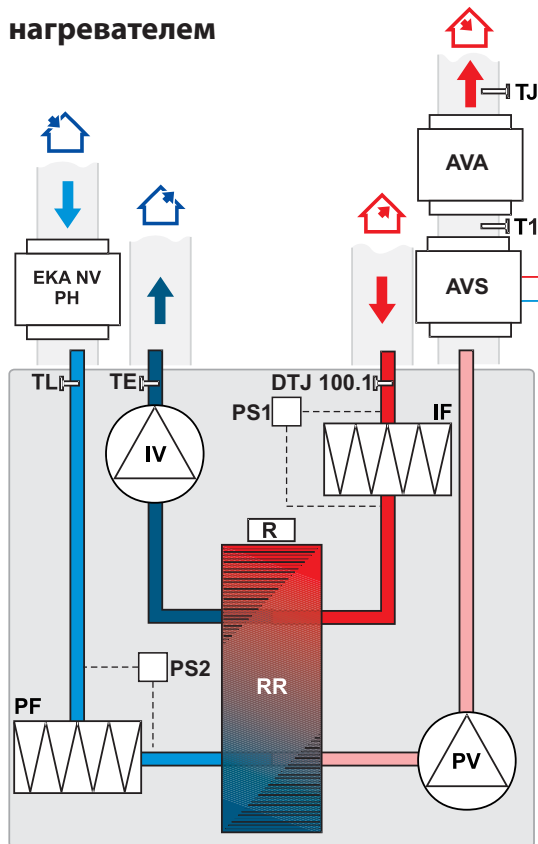 нагревателем
TJ
AVA
T1
EKA NV
PH
AVS
TL
TE
DTJ 100.1
PS1
IF
IV
R
RR
PS2
PF
PV